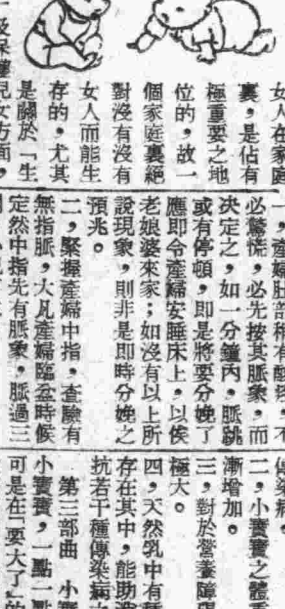 女人在家庭
裏，是佔有
極重要之地
位的，故一
個家庭裏絕
對沒有沒有
女人而能生
存的，尤其
是關於「生
一，產婦肚部稍有酸
必驚慌，必先按其脈象，而
決定之，如一分鐘內，脈跳
或有停頓，即是將要分娩了
應即令產婦安睡床上，以俟
老娘婆來家；如沒有以上所
說現象，則非是即時分娩之
預兆。
二，緊握產婦中指，查驗有
無指脈，大凡產婦臨盆時候
定然中指先有脈象，脈過三
傳染病。
二，小寶寶之體
漸增加。
三，對於營養障
極大。
四，天然乳中有
存在其中，能助
抗若干種傳染病
第三部曲 小寶
小寶寶，一點一
可是在「要大了」的